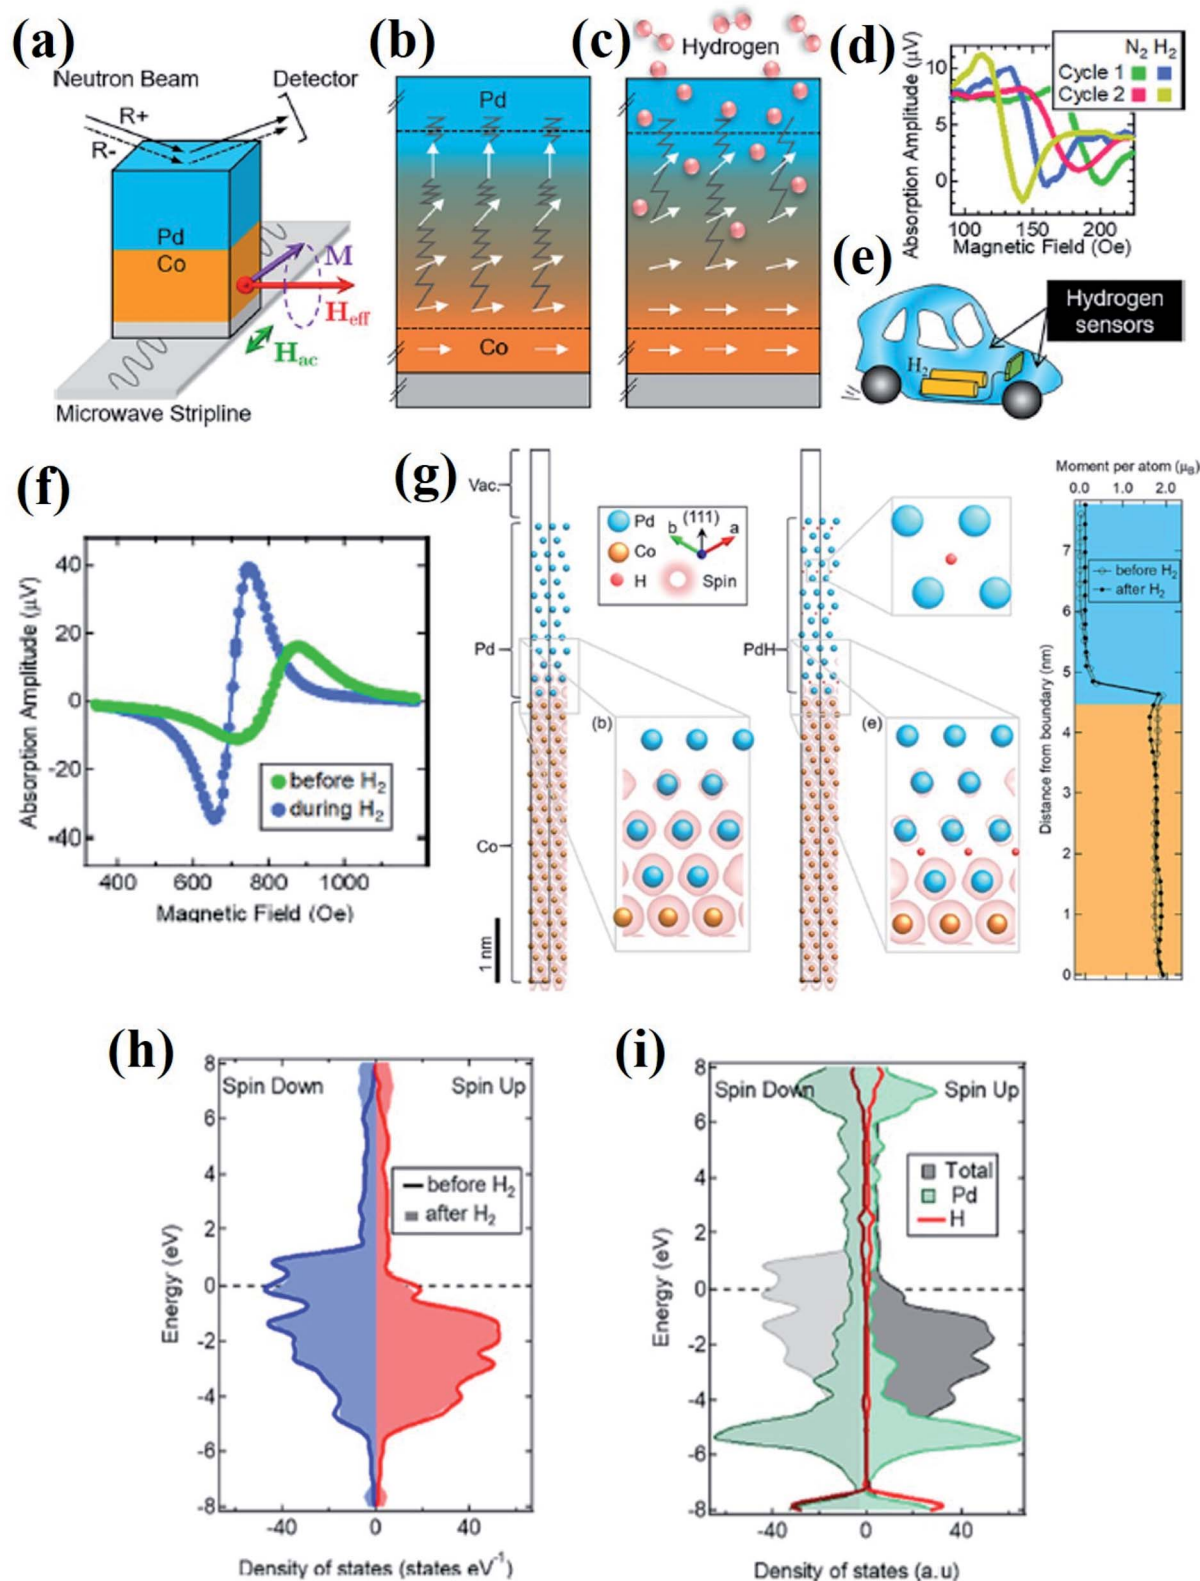 (a)
Neutron Beam
Detector
R+
R-
Pd
Co
M
H_eff
H_ac
Microwave Stripline
(b)
Pd
Co
(c)
Hydrogen
(d)
Absorption Amplitude (μV)
10
5
0
N₂ H₂
Cycle 1
Cycle 2
100
150
200
Magnetic Field (Oe)
(e)
Hydrogen
sensors
H₂
(f)
Absorption Amplitude (μV)
40
20
0
-20
-40
before H₂
during H₂
400
600
800
1000
Magnetic Field (Oe)
(g)
Vac.
Pd
Co
1 nm
Pd
Co
H
(111)
b
a
Spin
(b)
PdH
(e)
Moment per atom (μ_B)
0.0
1.0
2.0
before H₂
after H₂
Distance from boundary (nm)
7
6
5
4
3
2
1
0
(h)
Spin Down
Spin Up
before H₂
after H₂
Energy (eV)
8
6
4
2
0
-2
-4
-6
-8
-40
0
40
Density of states (states eV⁻¹)
(i)
Spin Down
Spin Up
Total
Pd
H
Energy (eV)
8
6
4
2
0
-2
-4
-6
-8
-40
0
40
Density of states (a.u)